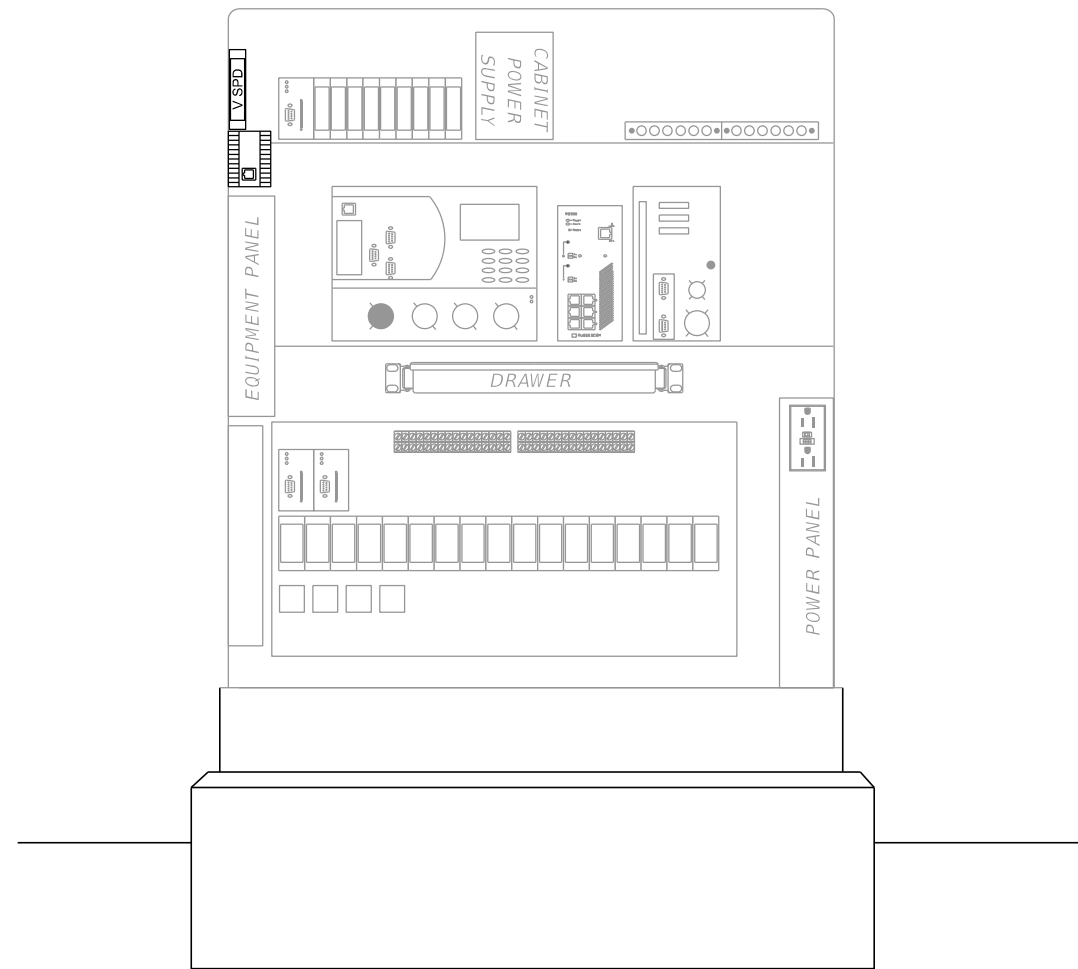 V SPD
CABINET
POWER
SUPPLY
EQUIPMENT PANEL
DRAWER
POWER PANEL